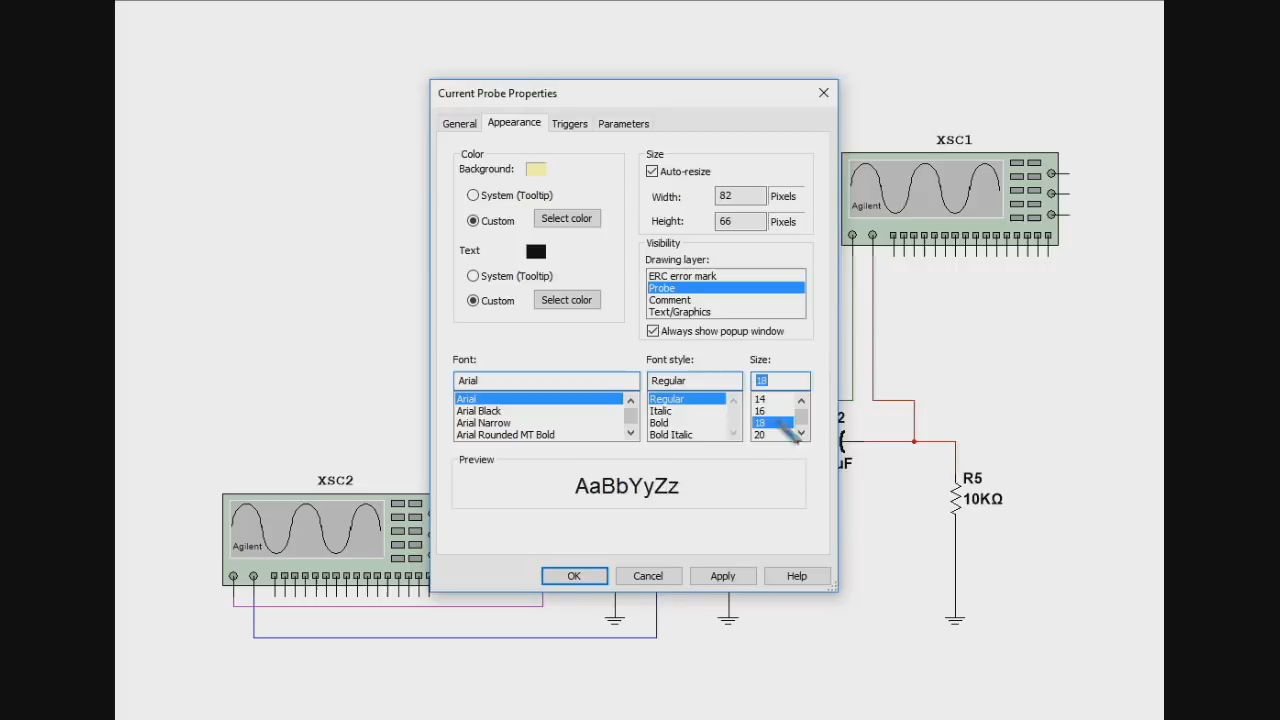 Current Probe Properties
General
Appearance
Triggers
Parameters
Color
Background:
System (Tooltip)
Custom
Select color
Text
System (Tooltip)
Custom
Select color
Size
Auto-resize
Width: 82 Pixels
Height: 66 Pixels
Visibility
Drawing layer:
ERC error mark
Probe
Comment
Text/Graphics
Always show popup window
Font:
Arial
Arial
Arial Black
Arial Narrow
Arial Rounded MT Bold
Font style:
Regular
Regular
Italic
Bold
Bold Italic
Size:
18
14
16
18
20
Preview
AaBbYyZz
OK
Cancel
Apply
Help
XSC1
Agilent
2
µF
R5
10KΩ
XSC2
Agilent